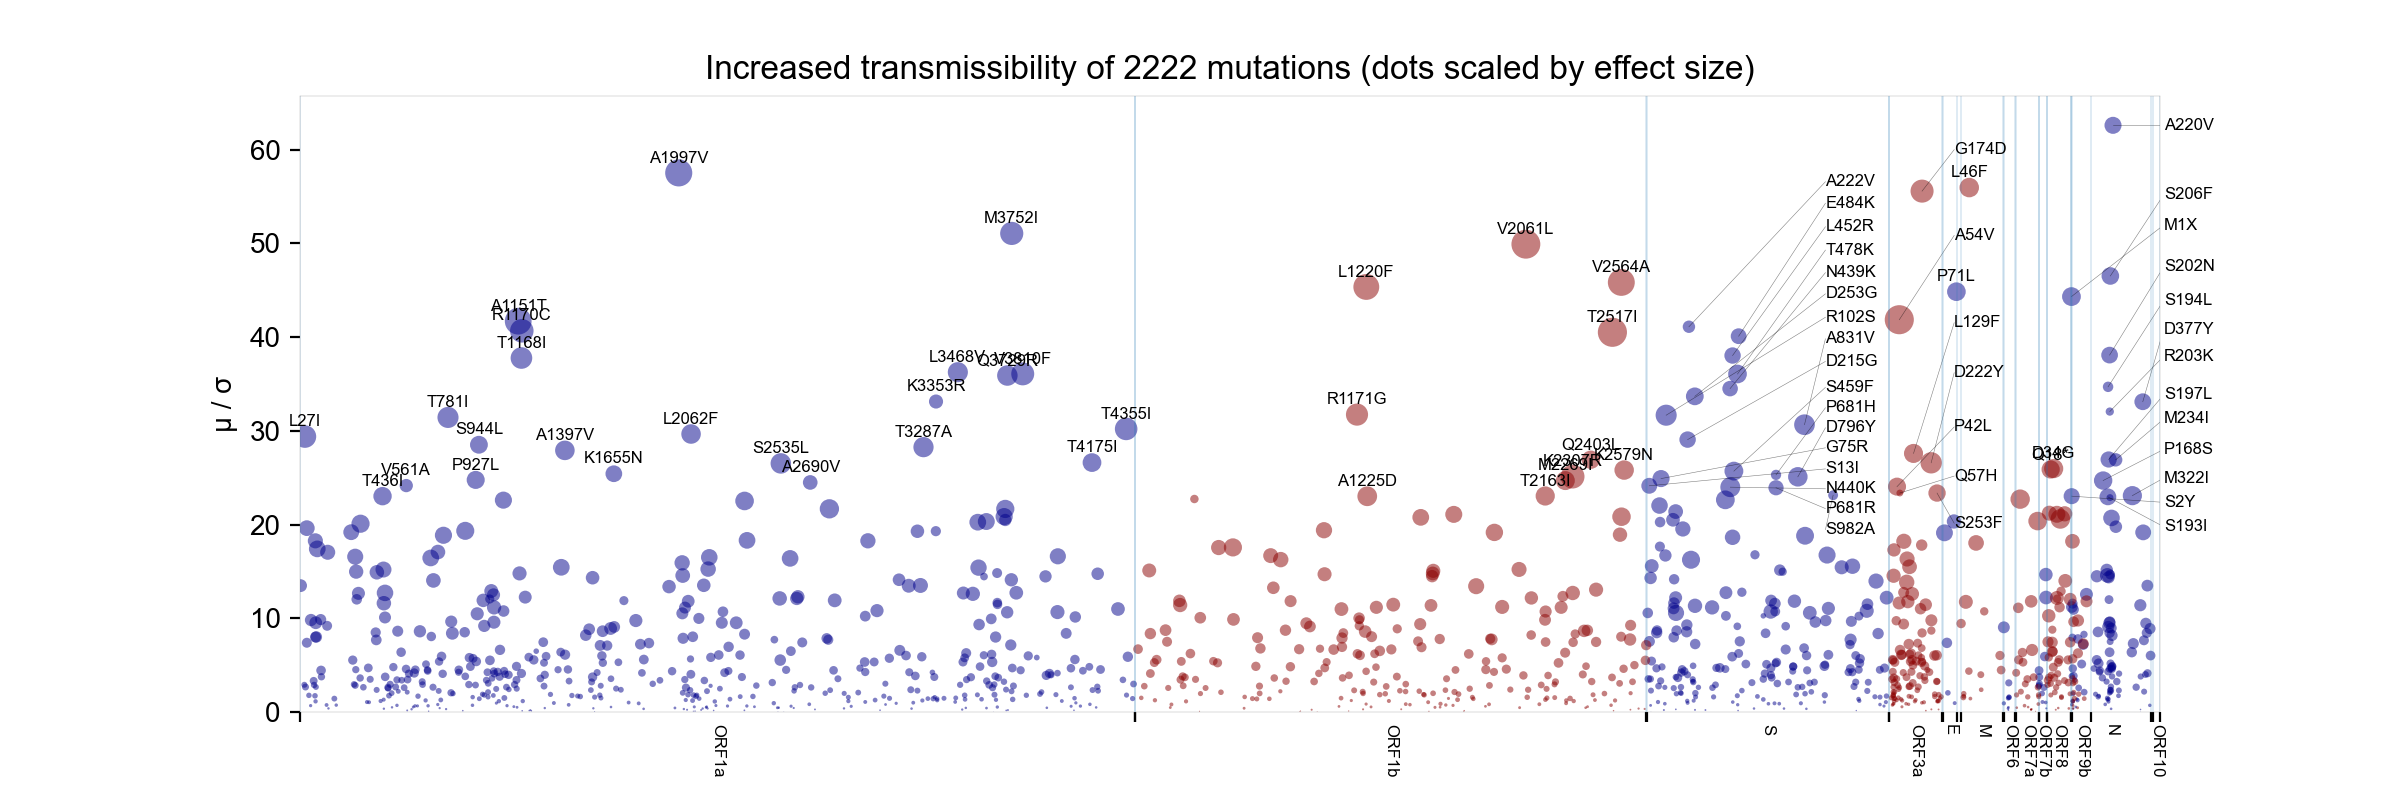 Increased transmissibility of 2222 mutations (dots scaled by effect size)
μ / σ
60
50
40
30
20
10
0
A1997V
M3752I
A1151T
R1170C
T1168I
L3468V
Q3729R
V3810F
K3353R
L27I
T781I
S944L
A1397V
L2062F
T3287A
T4355I
T4175I
P927L
V561A
T436I
K1655N
S2535L
A2690V
V2061L
L1220F
V2564A
T2517I
R1171G
Q2403L
K2579N
K2307R
M2269I
T2163I
A1225D
A222V
E484K
L452R
T478K
N439K
D253G
R102S
A831V
D215G
S459F
P681H
D796Y
G75R
S13I
N440K
P681R
S982A
G174D
L46F
A54V
P71L
L129F
D222Y
P42L
Q57H
S253F
D34G
A220V
S206F
M1X
S202N
S194L
D377Y
R203K
S197L
M234I
P168S
M322I
S2Y
S193I
ORF1a
ORF1b
S
ORF3a
E
M
ORF6
ORF7a
ORF7b
ORF8
ORF9b
N
ORF10